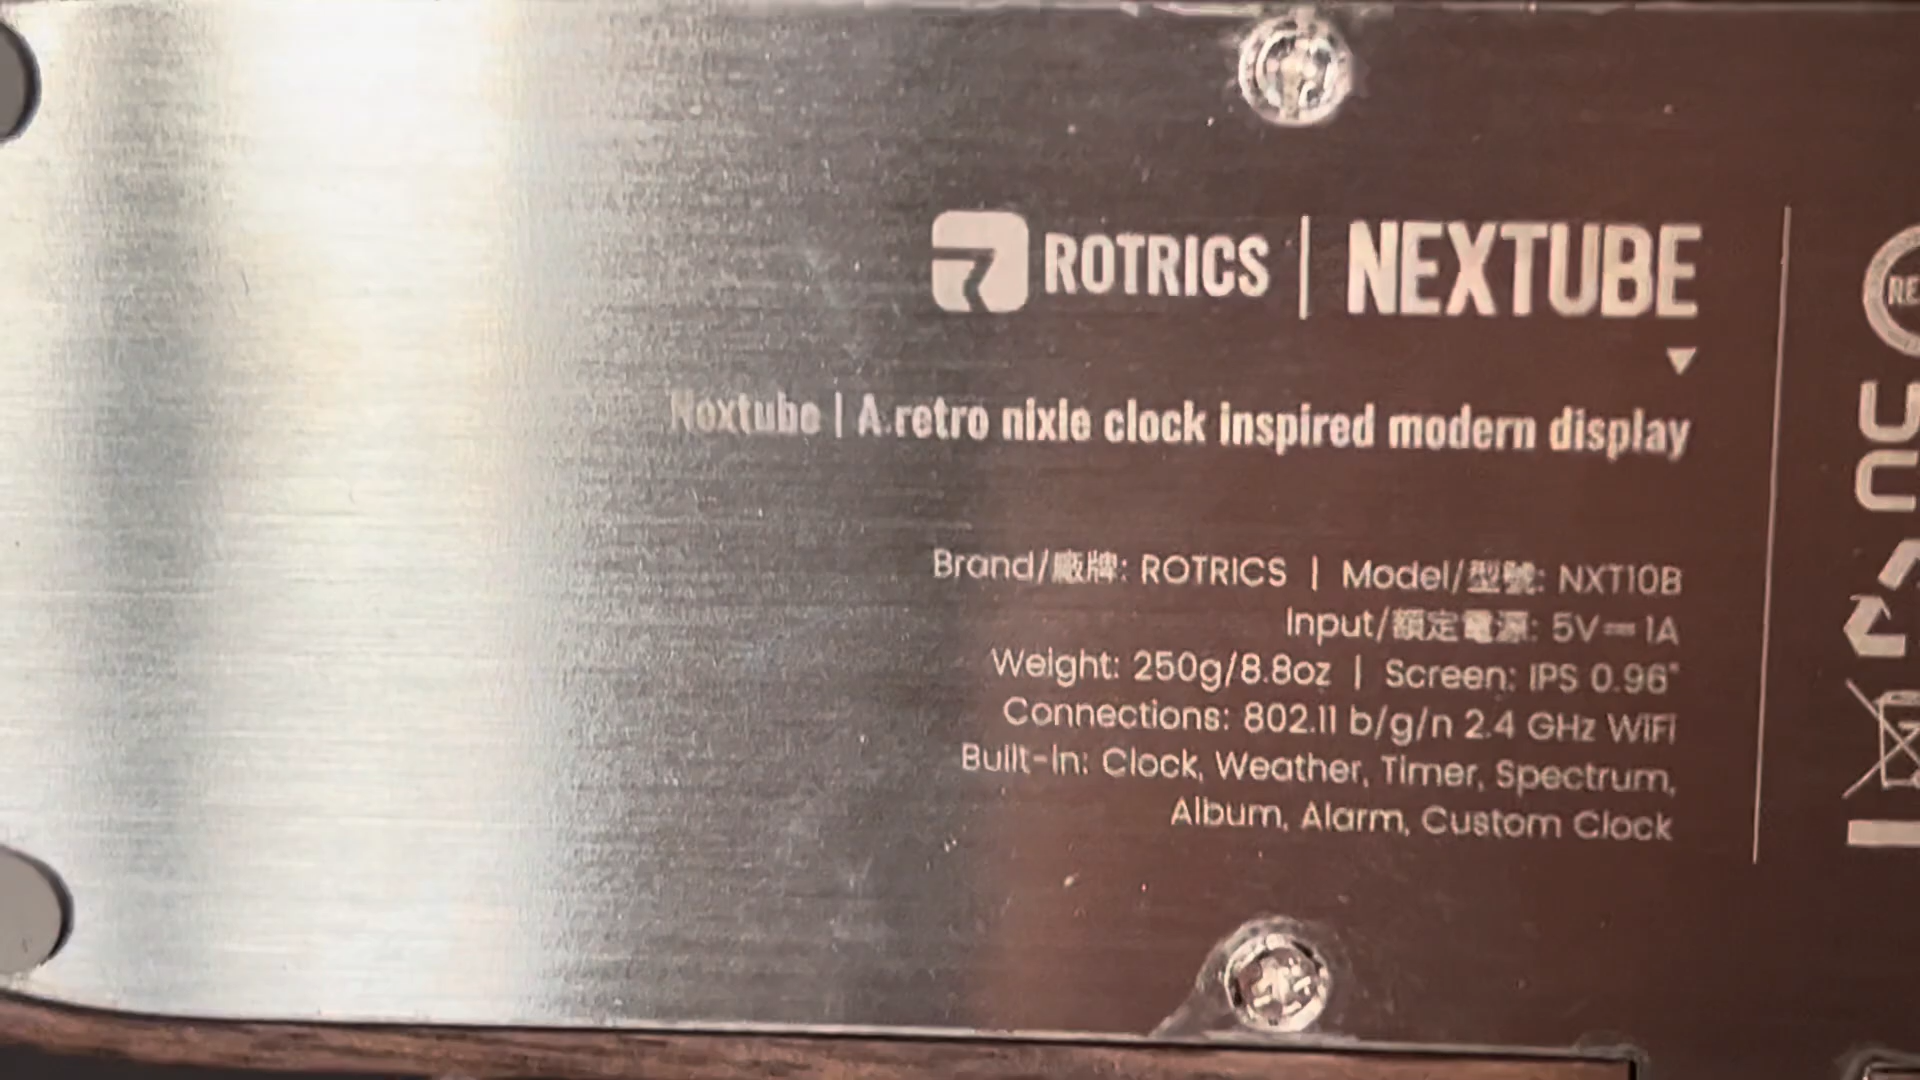 ROTRICS | NEXTUBE
Nextube | A retro nixie clock inspired modern display
Brand/廠牌: ROTRICS | Model/型號: NXT10B
Input/額定電源: 5V⎓1A
Weight: 250g/8.8oz | Screen: IPS 0.96"
Connections: 802.11 b/g/n 2.4 GHz WiFi
Built-in: Clock, Weather, Timer, Spectrum,
Album, Alarm, Custom Clock